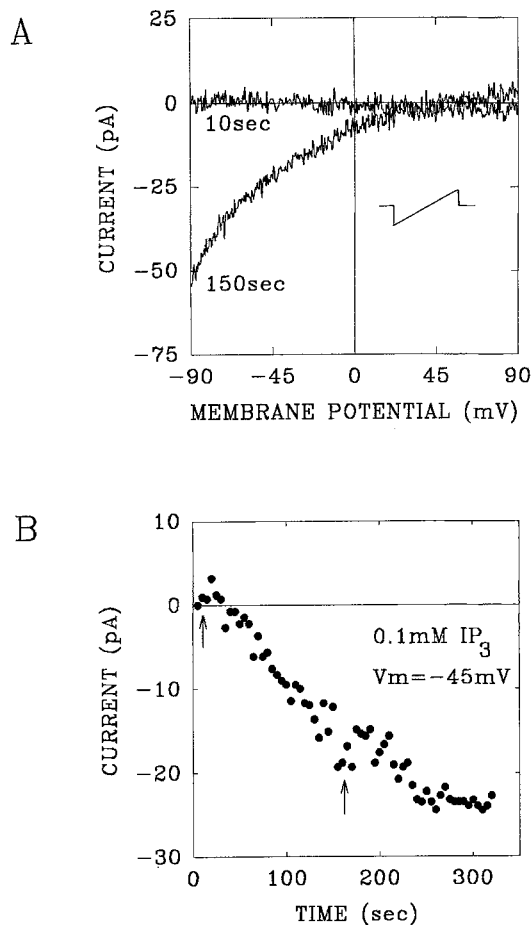 A
CURRENT (pA)
25
0
-25
-50
-75
10sec
150sec
-90
-45
0
45
90
MEMBRANE POTENTIAL (mV)
B
CURRENT (pA)
10
0
-10
-20
-30
0.1mM IP3
Vm=-45mV
0
100
200
300
TIME (sec)